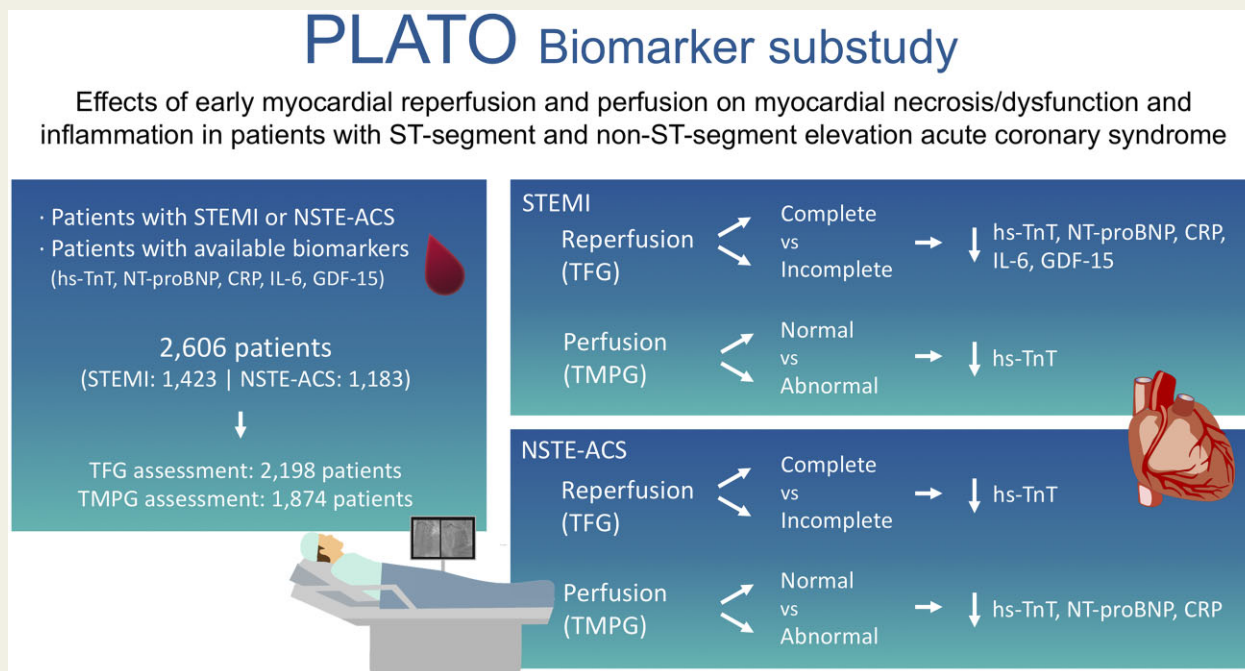 PLATO Biomarker substudy
Effects of early myocardial reperfusion and perfusion on myocardial necrosis/dysfunction and
inflammation in patients with ST-segment and non-ST-segment elevation acute coronary syndrome
· Patients with STEMI or NSTE-ACS
· Patients with available biomarkers
(hs-TnT, NT-proBNP, CRP, IL-6, GDF-15)
2,606 patients
(STEMI: 1,423 | NSTE-ACS: 1,183)
TFG assessment: 2,198 patients
TMPG assessment: 1,874 patients
STEMI
Reperfusion
(TFG)
Complete
vs
Incomplete
hs-TnT, NT-proBNP, CRP,
IL-6, GDF-15
Perfusion
(TMPG)
Normal
vs
Abnormal
hs-TnT
NSTE-ACS
Reperfusion
(TFG)
Complete
vs
Incomplete
hs-TnT
Perfusion
(TMPG)
Normal
vs
Abnormal
hs-TnT, NT-proBNP, CRP